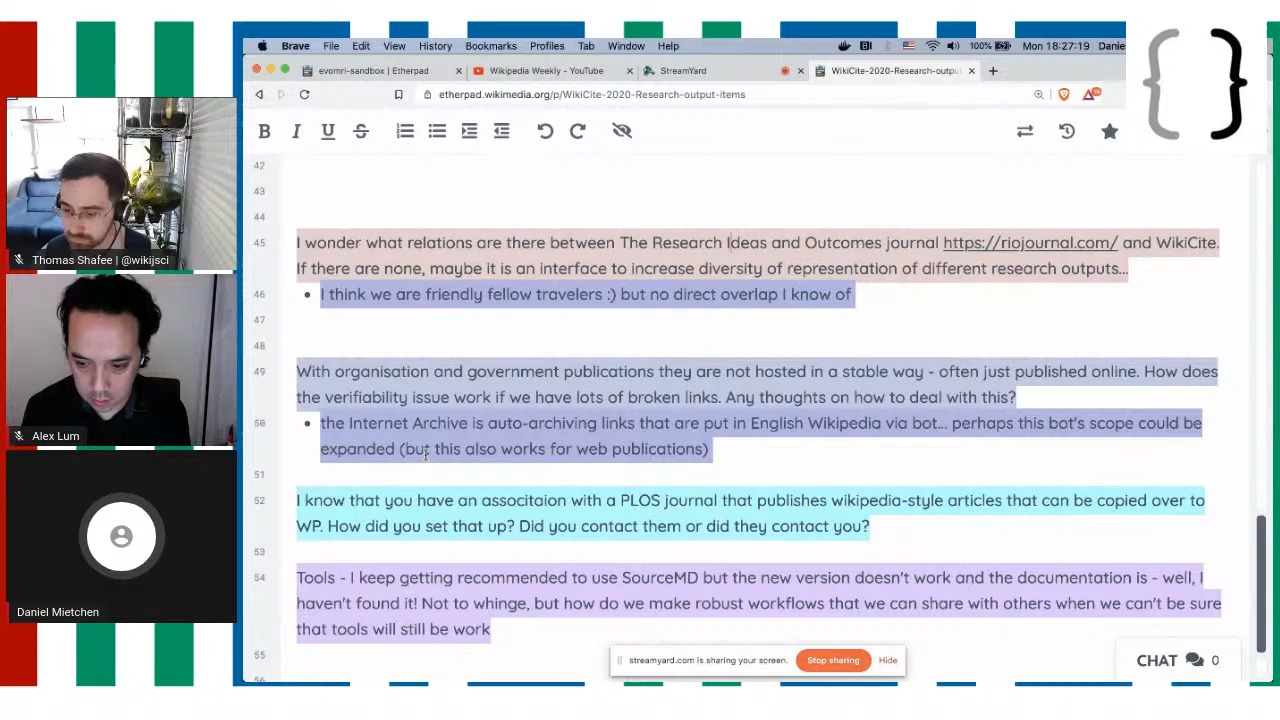 Brave File Edit View History Bookmarks Profiles Tab Window Help 100% Mon 18:27:19 Danie
evomri-sandbox | Etherpad × Wikipedia Weekly - YouTube × StreamYard × WikiCite-2020-Research-outpu × +
etherpad.wikimedia.org/p/WikiCite-2020-Research-output-items
B I U S
42
43
44
45 I wonder what relations are there between The Research Ideas and Outcomes journal https://riojournal.com/ and WikiCite.
If there are none, maybe it is an interface to increase diversity of representation of different research outputs...
46 • I think we are friendly fellow travelers :) but no direct overlap I know of
47
48
49 With organisation and government publications they are not hosted in a stable way - often just published online. How does
the verifiability issue work if we have lots of broken links. Any thoughts on how to deal with this?
50 • the Internet Archive is auto-archiving links that are put in English Wikipedia via bot... perhaps this bot's scope could be
expanded (but this also works for web publications)
51
52 I know that you have an associtaion with a PLOS journal that publishes wikipedia-style articles that can be copied over to
WP. How did you set that up? Did you contact them or did they contact you?
53
54 Tools - I keep getting recommended to use SourceMD but the new version doesn't work and the documentation is - well, I
haven't found it! Not to whinge, but how do we make robust workflows that we can share with others when we can't be sure
that tools will still be work
55
streamyard.com is sharing your screen. Stop sharing Hide
CHAT 0
{ }
Thomas Shafee | @wikijsci
Alex Lum
Daniel Mietchen